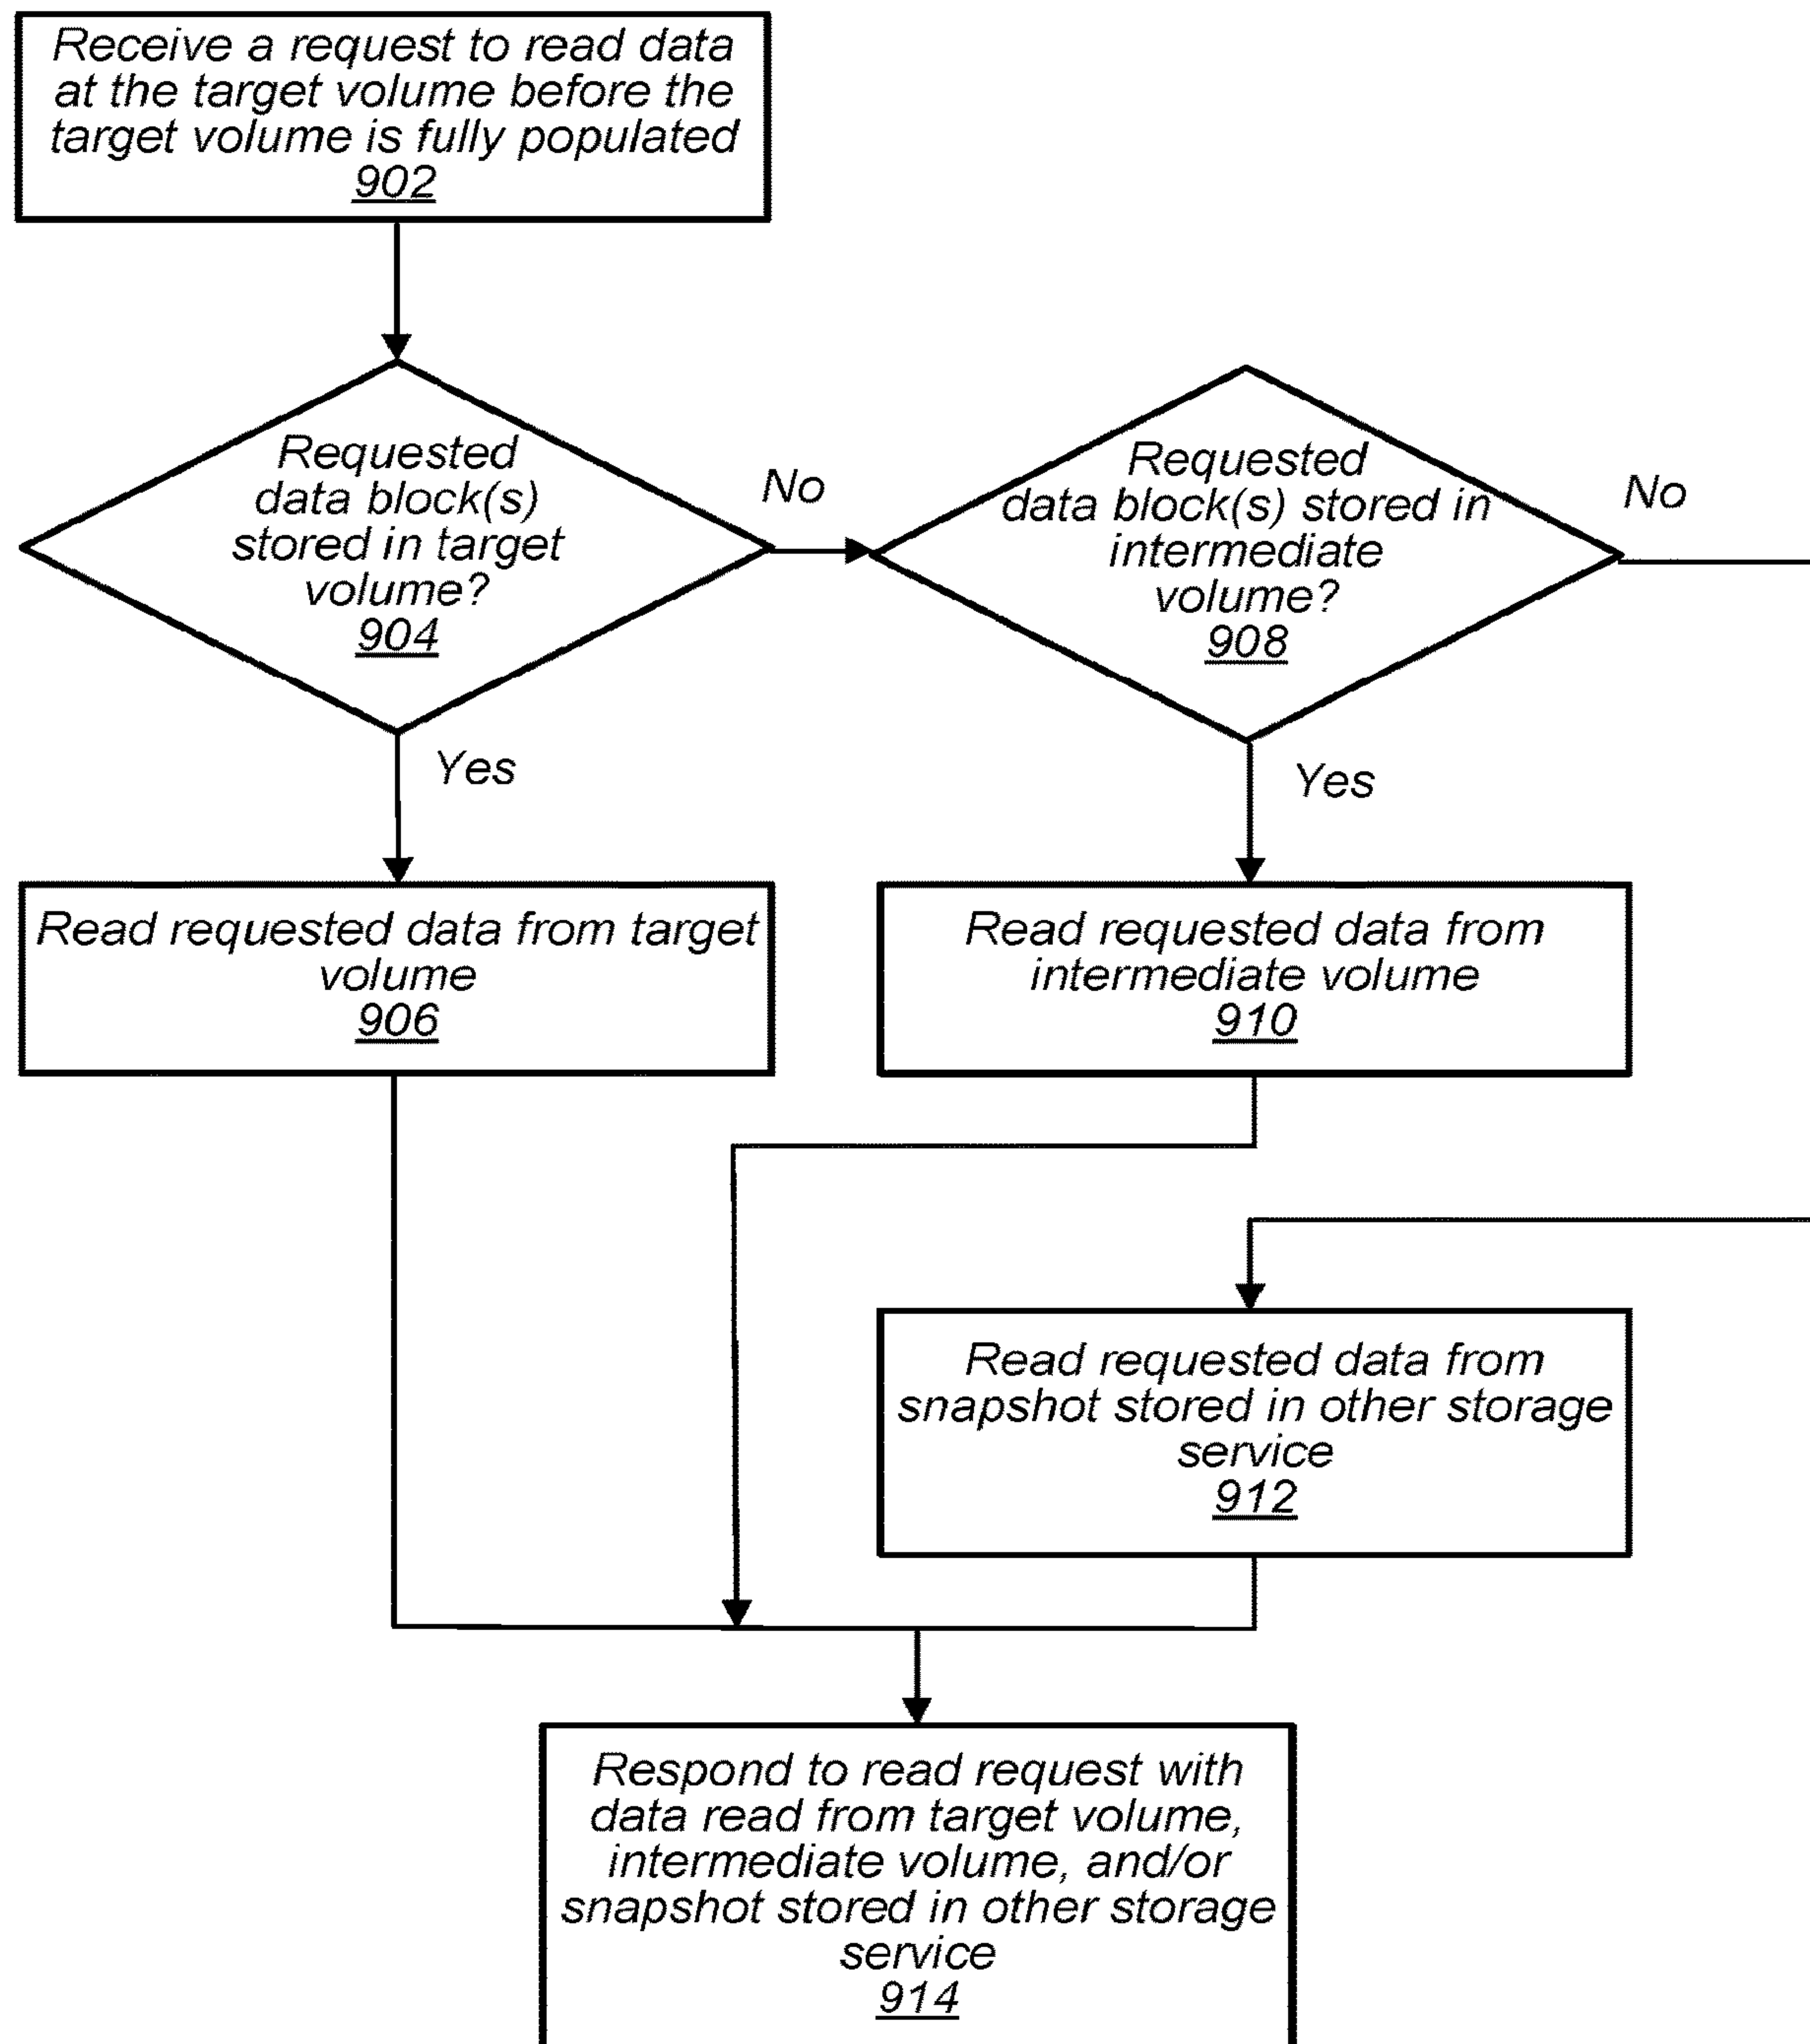 Receive a request to read data
at the target volume before the
target volume is fully populated
902
Requested
data block(s)
stored in target
volume?
904
No
Requested
data block(s) stored in
intermediate
volume?
908
No
Yes
Yes
Read requested data from target
volume
906
Read requested data from
intermediate volume
910
Read requested data from
snapshot stored in other storage
service
912
Respond to read request with
data read from target volume,
intermediate volume, and/or
snapshot stored in other storage
service
914